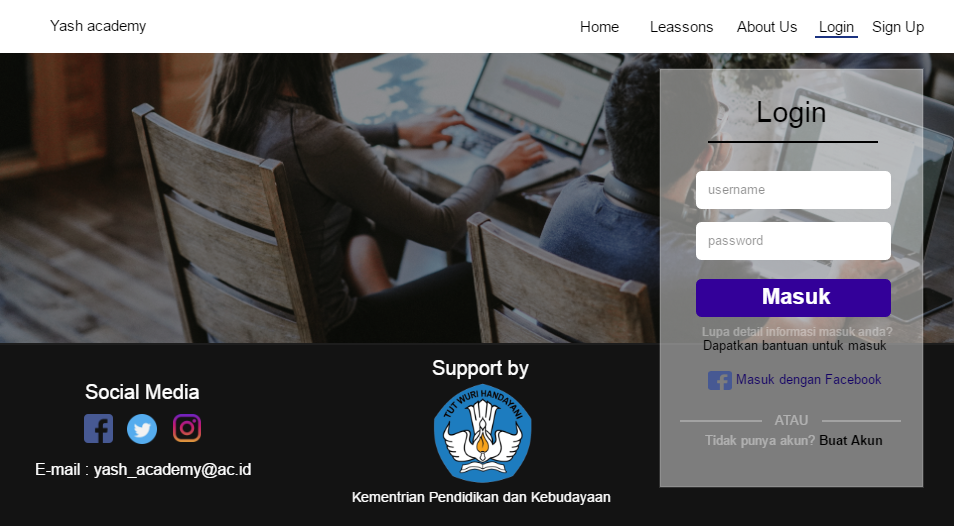 Yash academy
Home Leassons About Us Login Sign Up
Login
username
password
Masuk
Lupa detail informasi masuk anda?
Dapatkan bantuan untuk masuk
Masuk dengan Facebook
ATAU
Tidak punya akun? Buat Akun
Social Media
E-mail : yash_academy@ac.id
Support by
TUT WURI HANDAYANI
Kementrian Pendidikan dan Kebudayaan